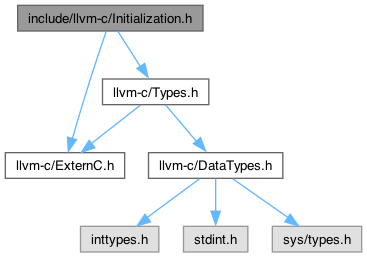 include/llvm-c/Initialization.h
llvm-c/Types.h
llvm-c/ExternC.h
llvm-c/DataTypes.h
inttypes.h
stdint.h
sys/types.h